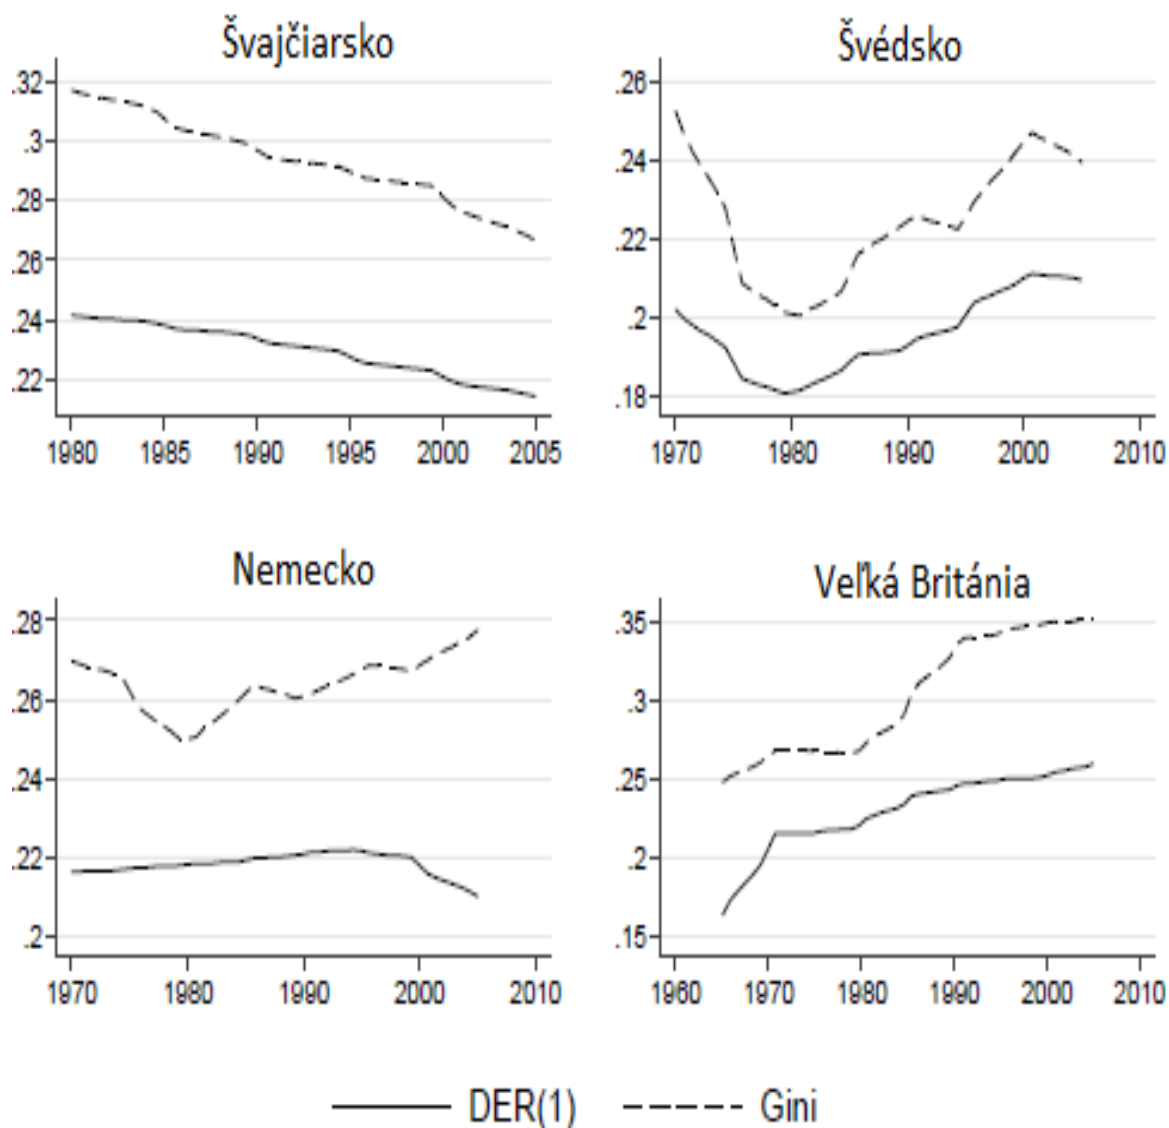 Švajčiarsko
.32
.3
.28
.26
.24
.22
1980 1985 1990 1995 2000 2005
Švédsko
.26
.24
.22
.2
.18
1970 1980 1990 2000 2010
Nemecko
.28
.26
.24
.22
.2
1970 1980 1990 2000 2010
Veľká Británia
.35
.3
.25
.2
.15
1960 1970 1980 1990 2000 2010
DER(1) Gini